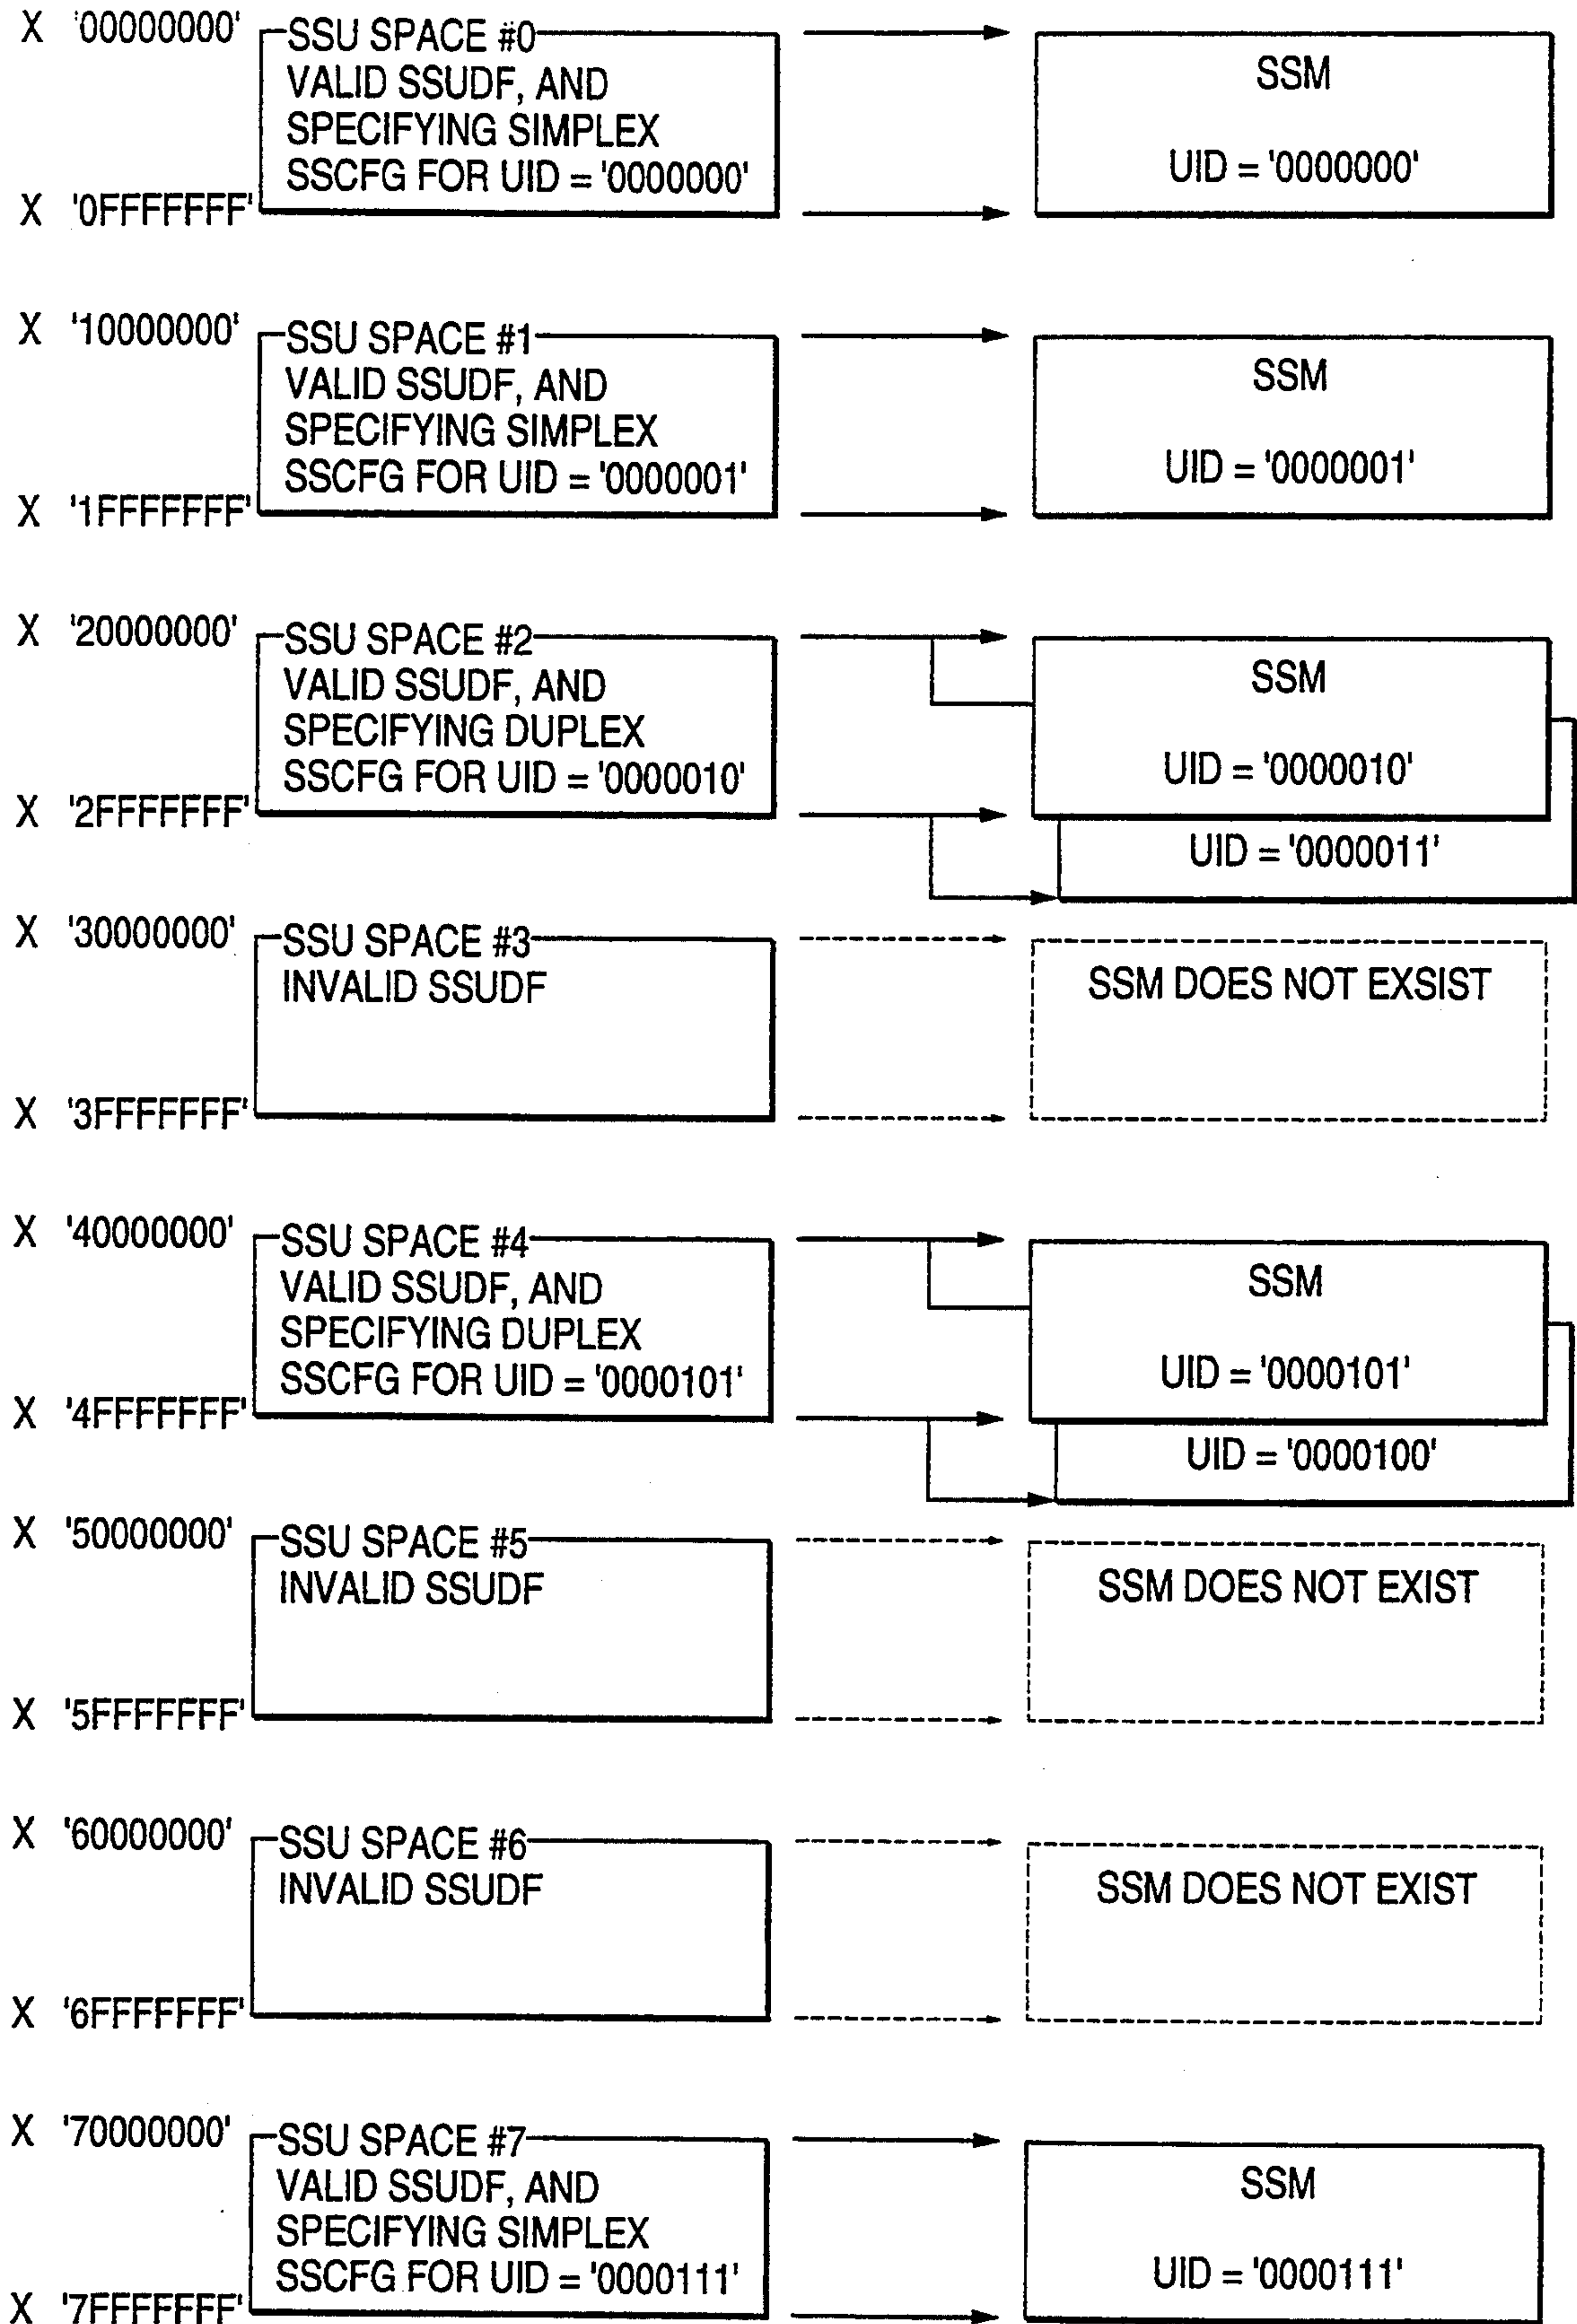 X '00000000'
SSU SPACE #0
VALID SSUDF, AND
SPECIFYING SIMPLEX
SSCFG FOR UID = '0000000'
X '0FFFFFFF'
SSM
UID = '0000000'
X '10000000'
SSU SPACE #1
VALID SSUDF, AND
SPECIFYING SIMPLEX
SSCFG FOR UID = '0000001'
X '1FFFFFFF'
SSM
UID = '0000001'
X '20000000'
SSU SPACE #2
VALID SSUDF, AND
SPECIFYING DUPLEX
SSCFG FOR UID = '0000010'
X '2FFFFFFF'
SSM
UID = '0000010'
UID = '0000011'
X '30000000'
SSU SPACE #3
INVALID SSUDF
X '3FFFFFFF'
SSM DOES NOT EXSIST
X '40000000'
SSU SPACE #4
VALID SSUDF, AND
SPECIFYING DUPLEX
SSCFG FOR UID = '0000101'
X '4FFFFFFF'
SSM
UID = '0000101'
UID = '0000100'
X '50000000'
SSU SPACE #5
INVALID SSUDF
X '5FFFFFFF'
SSM DOES NOT EXIST
X '60000000'
SSU SPACE #6
INVALID SSUDF
X '6FFFFFFF'
SSM DOES NOT EXIST
X '70000000'
SSU SPACE #7
VALID SSUDF, AND
SPECIFYING SIMPLEX
SSCFG FOR UID = '0000111'
X '7FFFFFFF'
SSM
UID = '0000111'